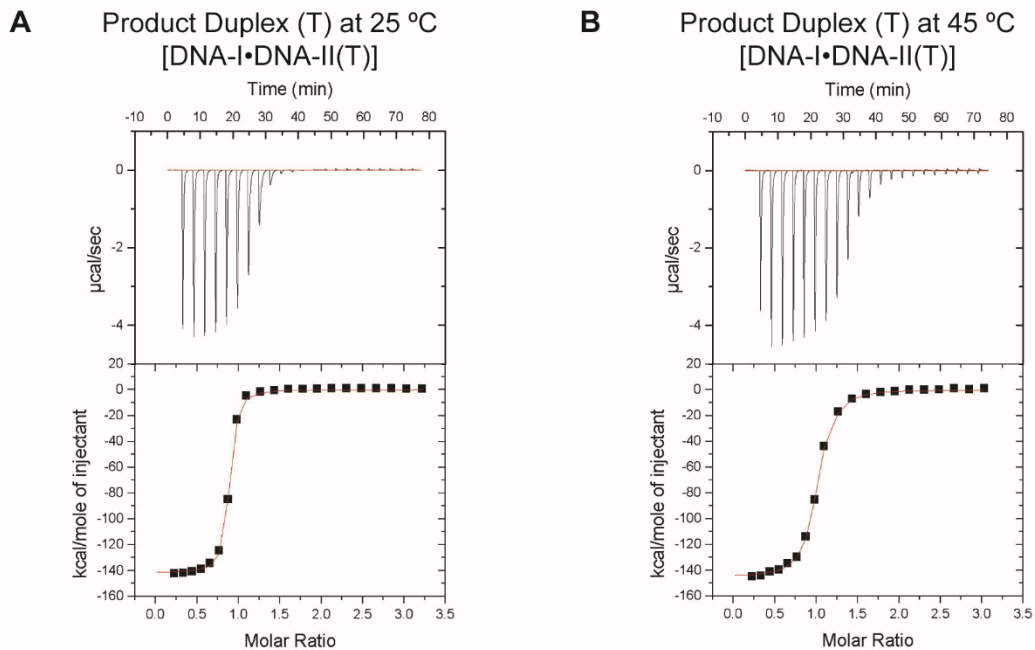 A
Product Duplex (T) at 25 ºC
[DNA-I•DNA-II(T)]
Time (min)
-10 0 10 20 30 40 50 60 70 80
0
-2
-4
µcal/sec
20
0
-20
-40
-60
-80
-100
-120
-140
-160
kcal/mole of injectant
0.0 0.5 1.0 1.5 2.0 2.5 3.0 3.5
Molar Ratio
B
Product Duplex (T) at 45 ºC
[DNA-I•DNA-II(T)]
Time (min)
-10 0 10 20 30 40 50 60 70 80
0
-2
-4
µcal/sec
20
0
-20
-40
-60
-80
-100
-120
-140
-160
kcal/mole of injectant
0.0 0.5 1.0 1.5 2.0 2.5 3.0 3.5
Molar Ratio